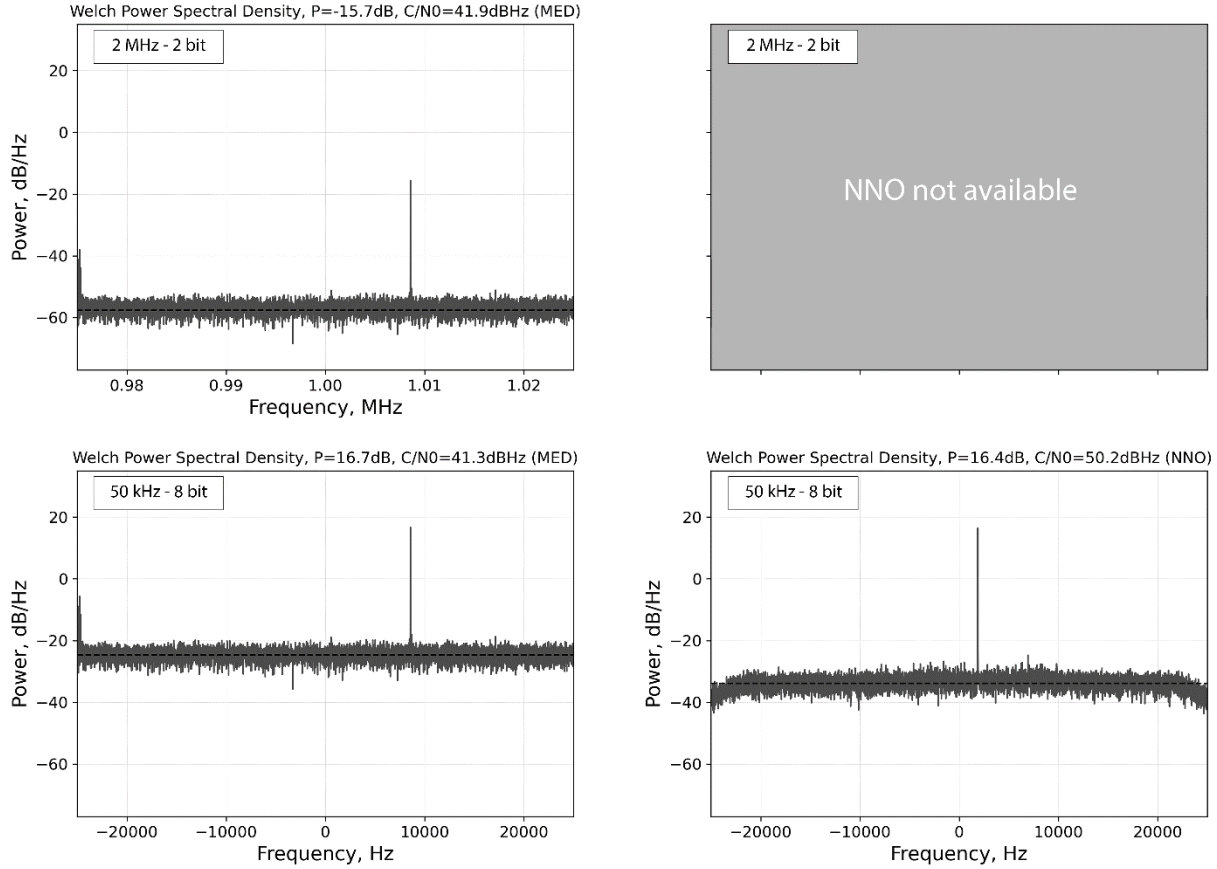 Welch Power Spectral Density, P=-15.7dB, C/N0=41.9dBHz (MED)
2 MHz - 2 bit
20
0
−20
−40
−60
Power, dB/Hz
0.98 0.99 1.00 1.01 1.02
Frequency, MHz
2 MHz - 2 bit
NNO not available
−20000 −10000 0 10000 20000
Welch Power Spectral Density, P=16.7dB, C/N0=41.3dBHz (MED)
50 kHz - 8 bit
20
0
−20
−40
−60
Power, dB/Hz
−20000 −10000 0 10000 20000
Frequency, Hz
Welch Power Spectral Density, P=16.4dB, C/N0=50.2dBHz (NNO)
50 kHz - 8 bit
20
0
−20
−40
−60
Power, dB/Hz
−20000 −10000 0 10000 20000
Frequency, Hz